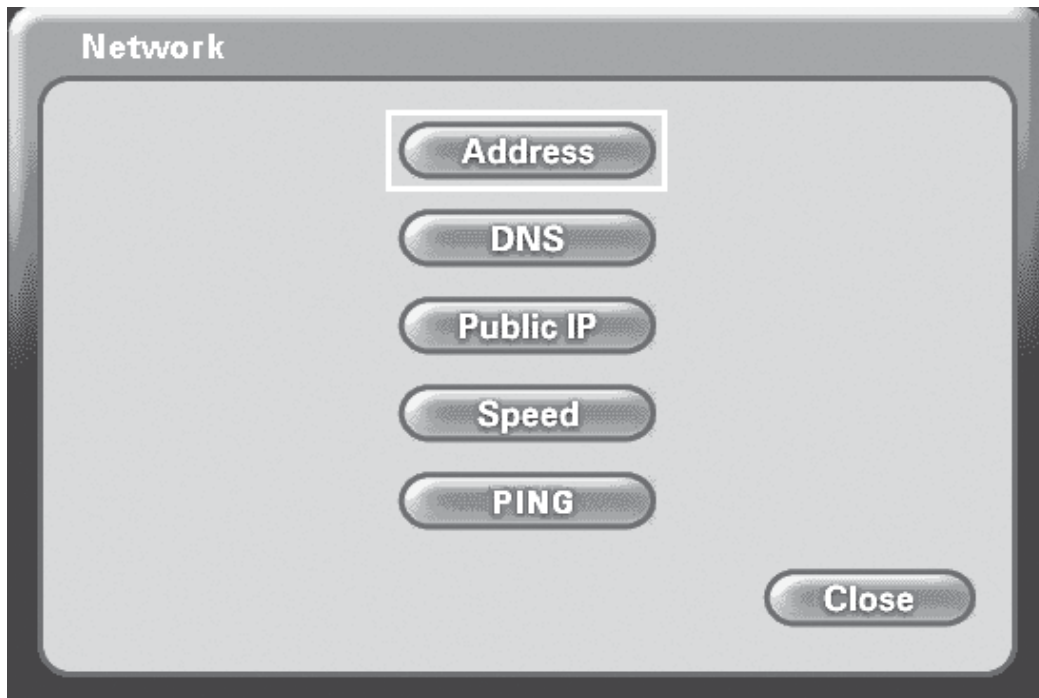 Network
Address
DNS
Public IP
Speed
PING
Close